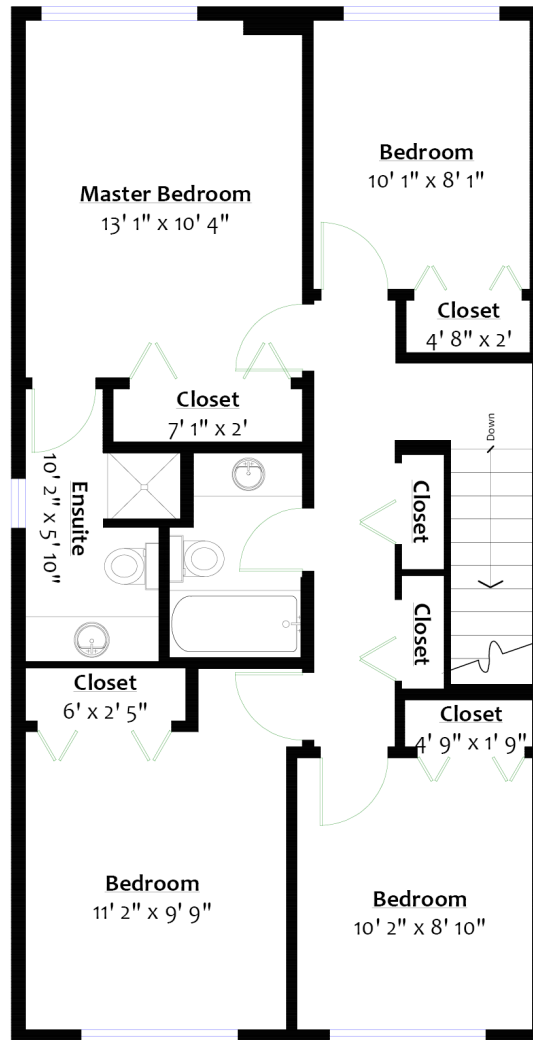 Bedroom
10' 1" x 8' 1"
Master Bedroom
13' 1" x 10' 4"
Closet
4' 8" x 2'
Closet
7' 1" x 2'
Down
Ensuite
10' 2" x 5' 10"
Closet
Closet
Closet
6' x 2' 5"
Closet
4' 9" x 1' 9"
Bedroom
11' 2" x 9' 9"
Bedroom
10' 2" x 8' 10"